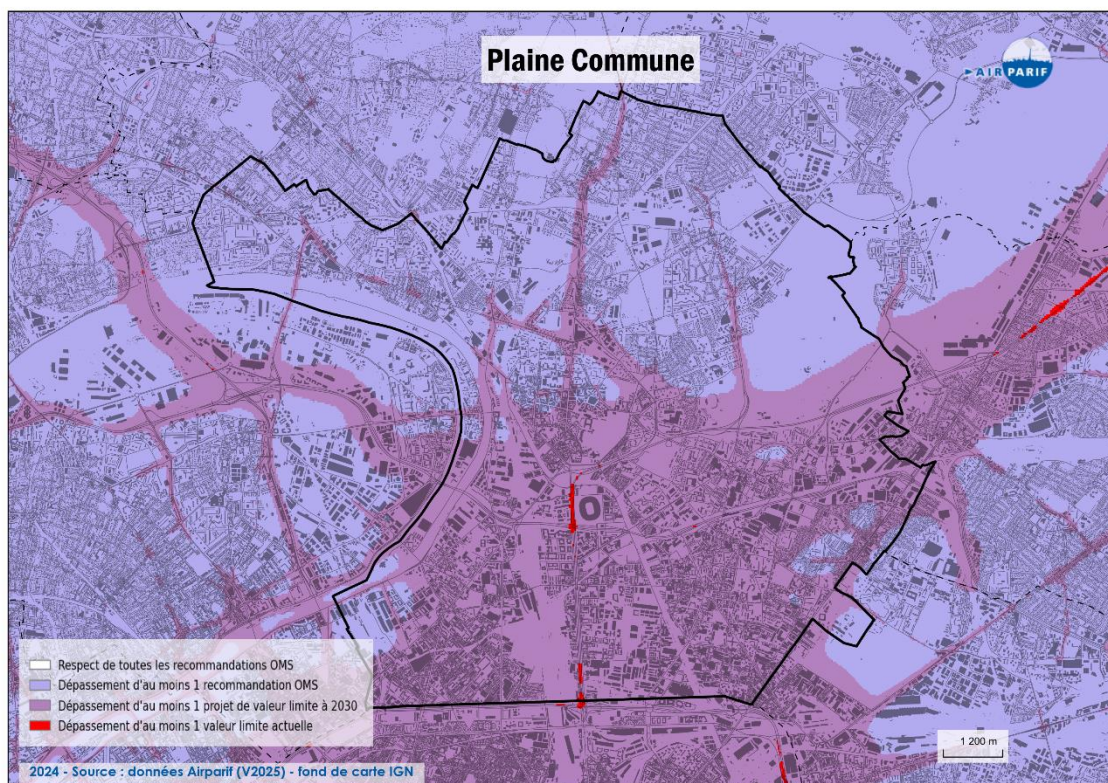 Plaine Commune
AIRPARIF
Respect de toutes les recommandations OMS
Dépassement d'au moins 1 recommandation OMS
Dépassement d'au moins 1 projet de valeur limite à 2030
Dépassement d'au moins 1 valeur limite actuelle
1 200 m
2024 - Source : données Airparif (V2025) - fond de carte IGN